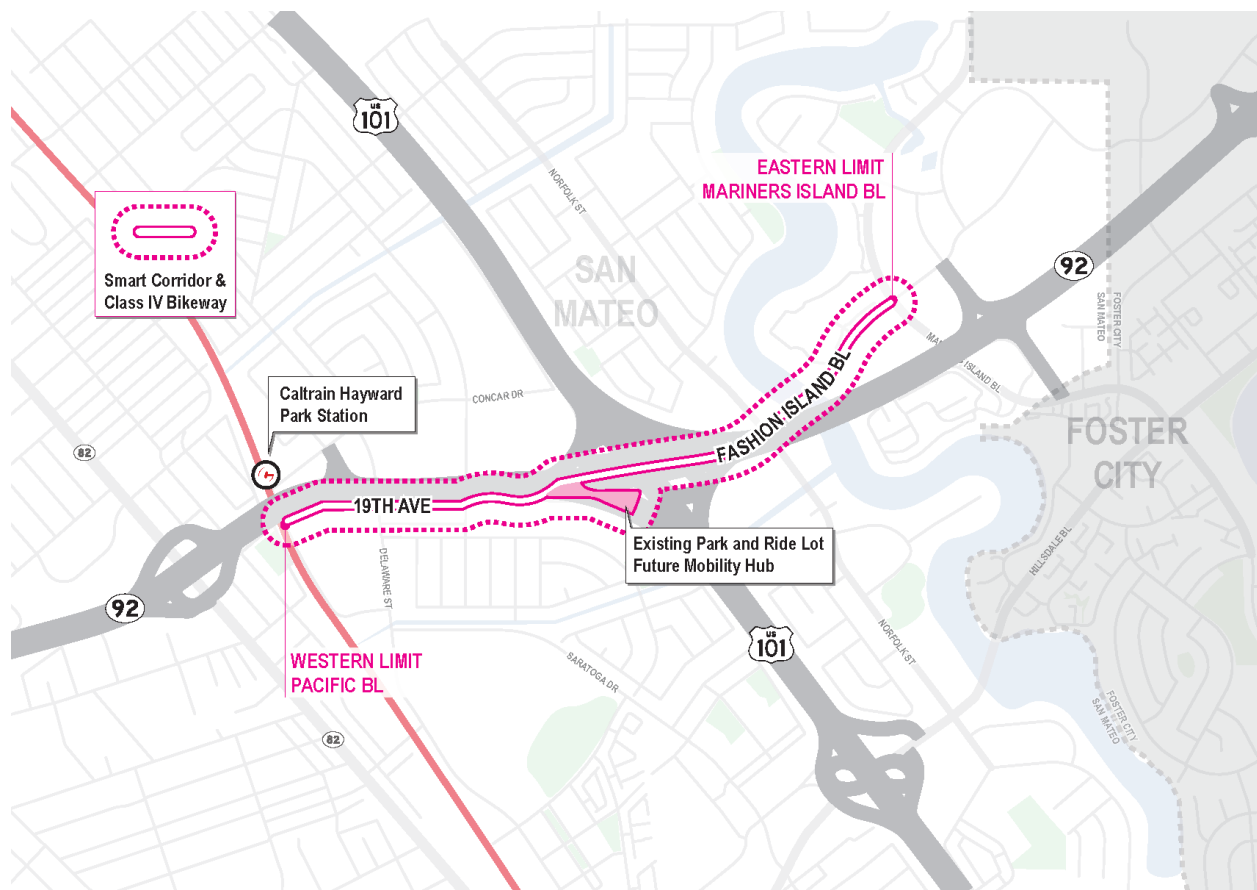 US
101
EASTERN LIMIT
MARINERS ISLAND BL
NORFOLK ST
Smart Corridor &
Class IV Bikeway
SAN
MATEO
92
FOSTER CITY
SAN MATEO
FASHION ISLAND BL
MARINERS ISLAND BL
Caltrain Hayward
Park Station
CONCAR DR
82
FOSTER
CITY
19TH AVE
Existing Park and Ride Lot
Future Mobility Hub
HILLSDALE BL
DELAWARE ST
92
US
101
NORFOLK ST
WESTERN LIMIT
PACIFIC BL
SARATOGA DR
FOSTER CITY
SAN MATEO
82